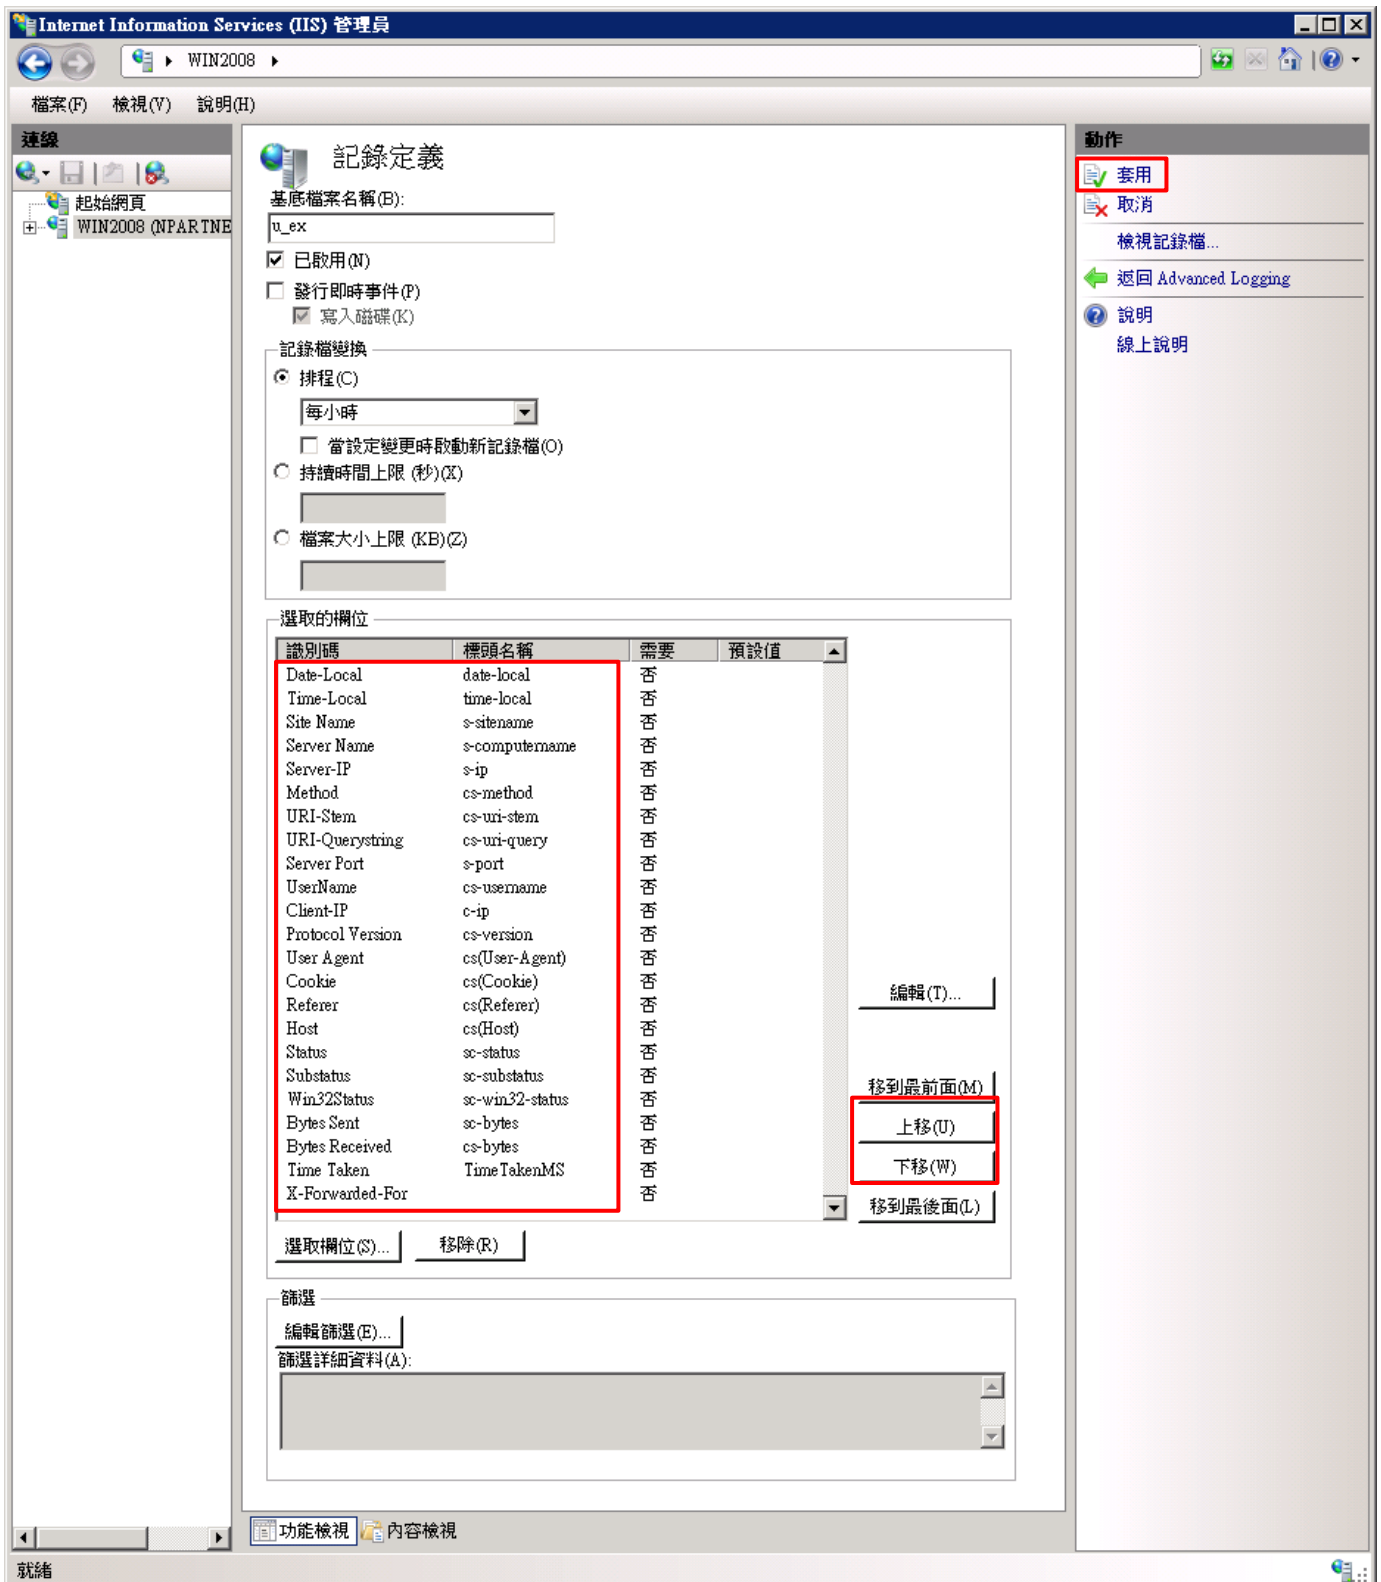 Internet Information Services (IIS) 管理員
WIN2008
檔案(F) 檢視(V) 說明(H)
連線
起始網頁
WIN2008 (NPARTNE
記錄定義
基底檔案名稱(B):
u_ex
已啟用(N)
發行即時事件(P)
寫入磁碟(K)
記錄檔變換
排程(C)
每小時
當設定變更時啟動新記錄檔(O)
持續時間上限 (秒)(X)
檔案大小上限 (KB)(Z)
選取的欄位
識別碼 標頭名稱 需要 預設值
Date-Local date-local 否
Time-Local time-local 否
Site Name s-sitename 否
Server Name s-computername 否
Server-IP s-ip 否
Method cs-method 否
URI-Stem cs-uri-stem 否
URI-Querystring cs-uri-query 否
Server Port s-port 否
UserName cs-username 否
Client-IP c-ip 否
Protocol Version cs-version 否
User Agent cs(User-Agent) 否
Cookie cs(Cookie) 否
Referer cs(Referer) 否
Host cs(Host) 否
Status sc-status 否
Substatus sc-substatus 否
Win32Status sc-win32-status 否
Bytes Sent sc-bytes 否
Bytes Received cs-bytes 否
Time Taken TimeTakenMS 否
X-Forwarded-For 否
編輯(T)...
移到最前面(M)
上移(U)
下移(W)
移到最後面(L)
選取欄位(S)... 移除(R)
篩選
編輯篩選(E)...
篩選詳細資料(A):
功能檢視 內容檢視
動作
套用
取消
檢視記錄檔...
返回 Advanced Logging
說明
線上說明
就緒